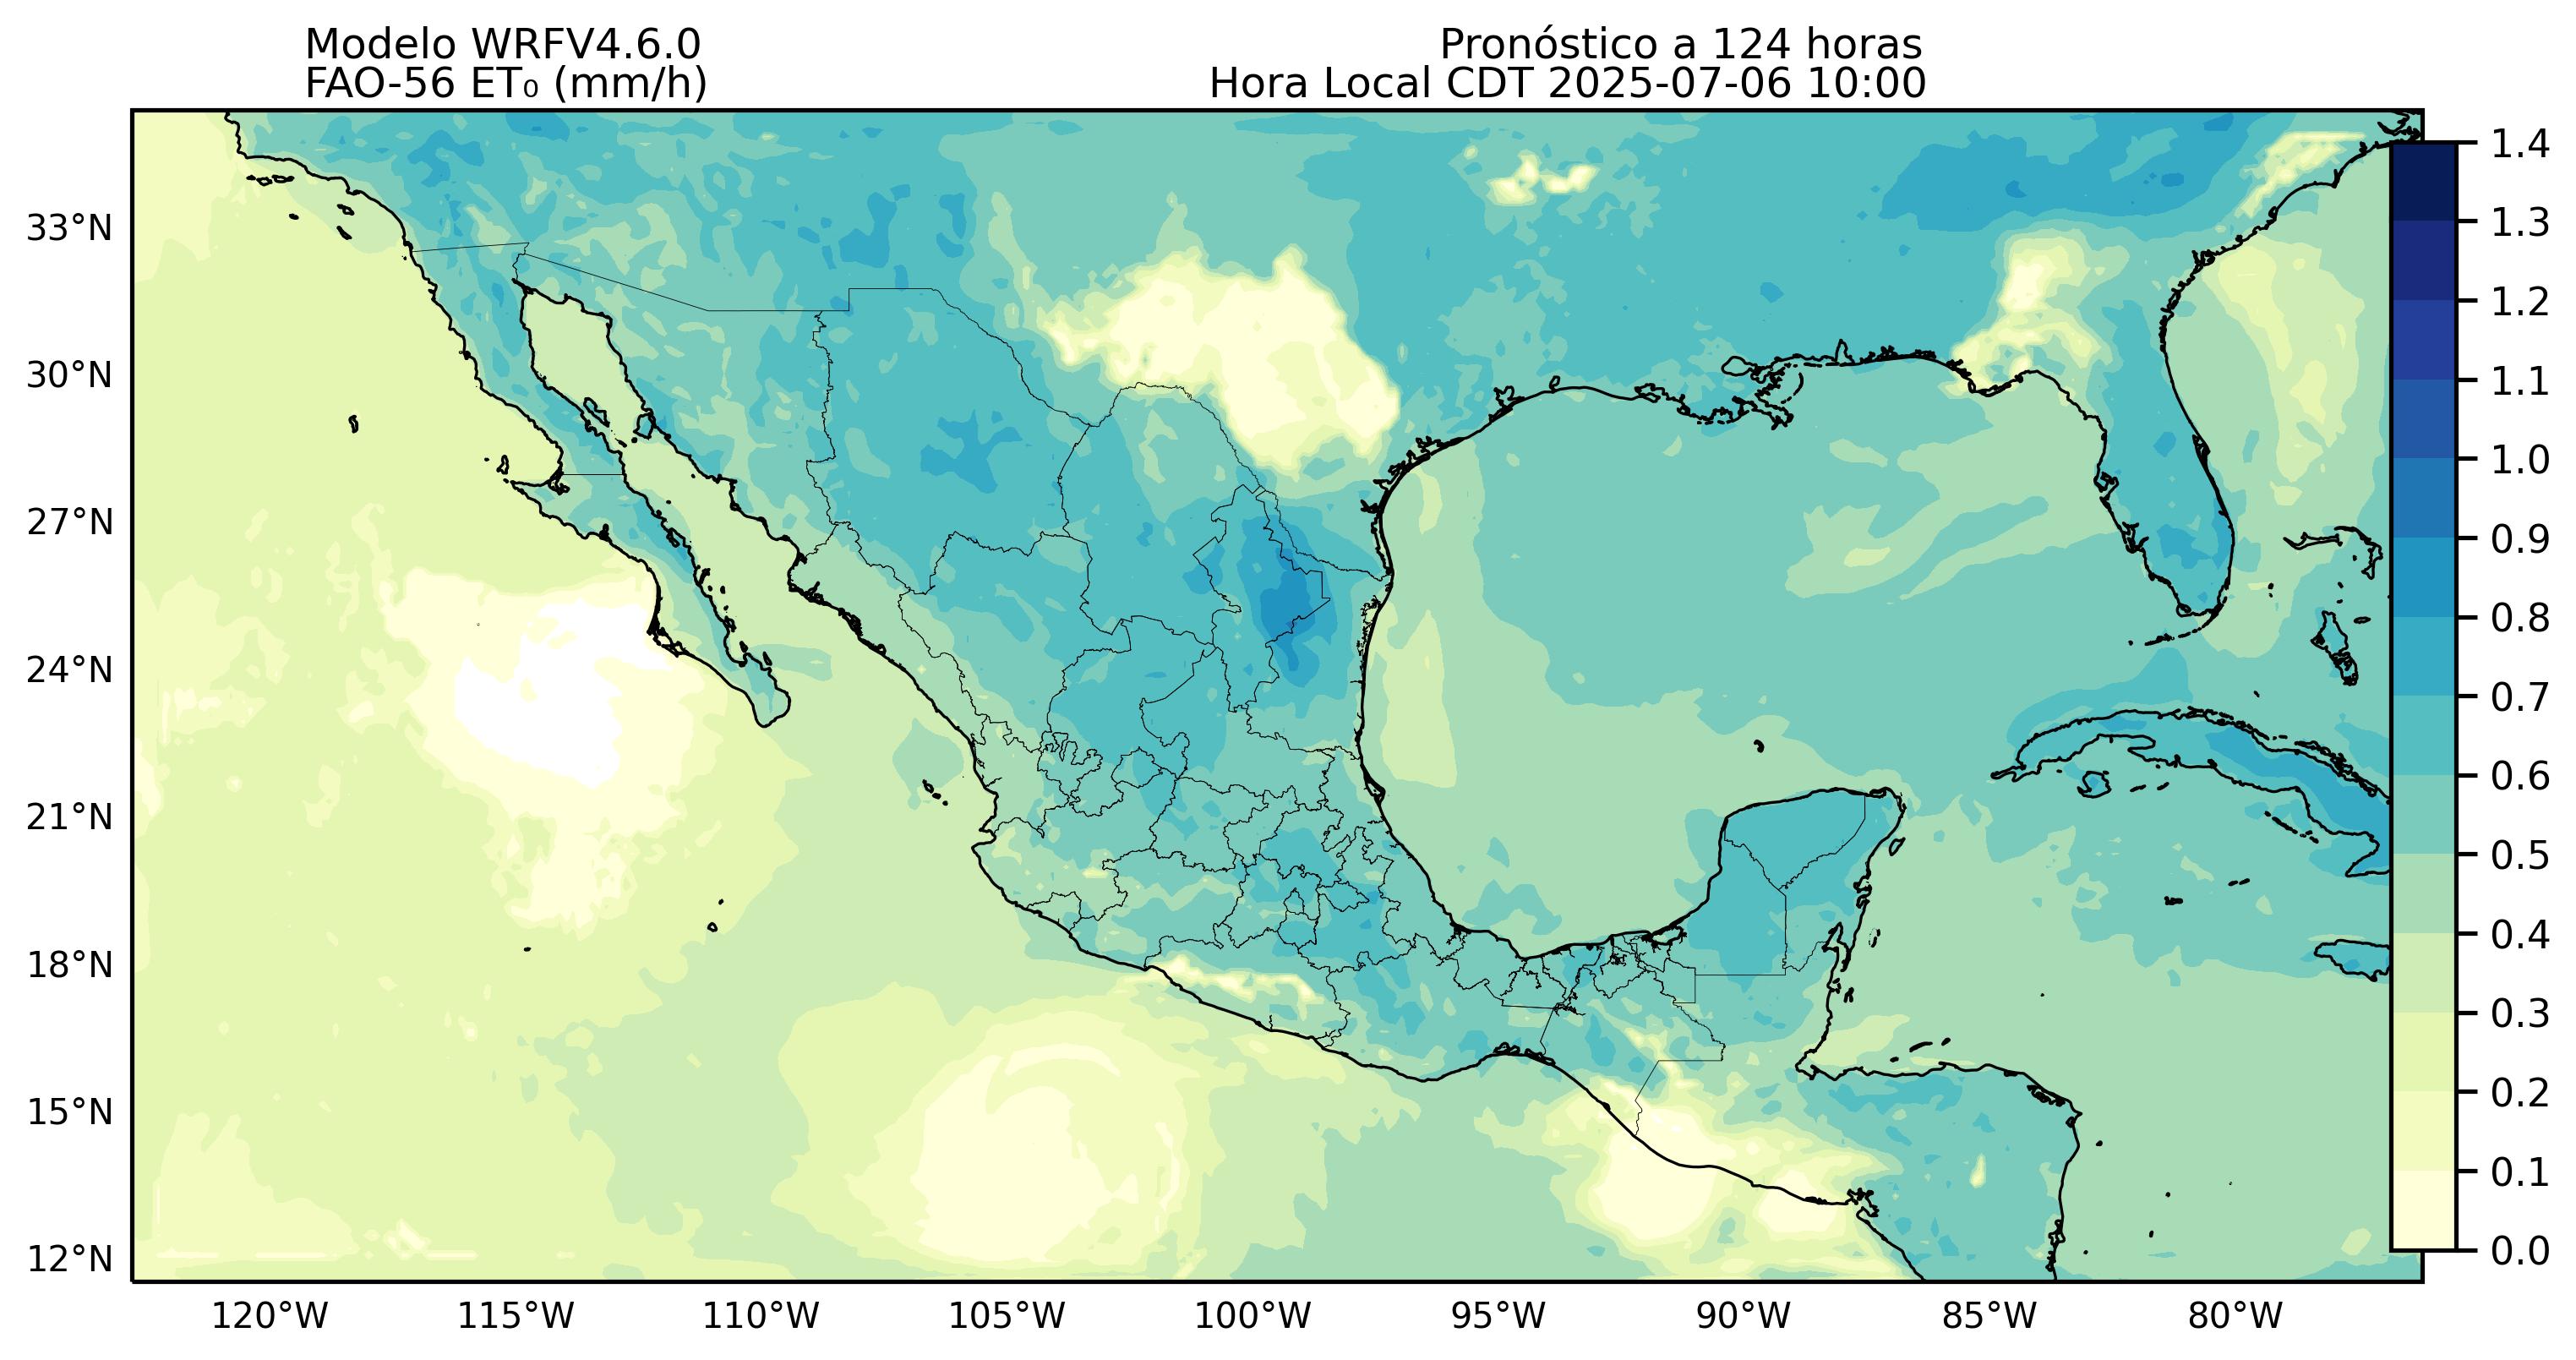 Modelo WRFV4.6.0
FAO-56 ET₀ (mm/h)
Pronóstico a 124 horas
Hora Local CDT 2025-07-06 10:00
33°N
30°N
27°N
24°N
21°N
18°N
15°N
12°N
120°W
115°W
110°W
105°W
100°W
95°W
90°W
85°W
80°W
1.4
1.3
1.2
1.1
1.0
0.9
0.8
0.7
0.6
0.5
0.4
0.3
0.2
0.1
0.0